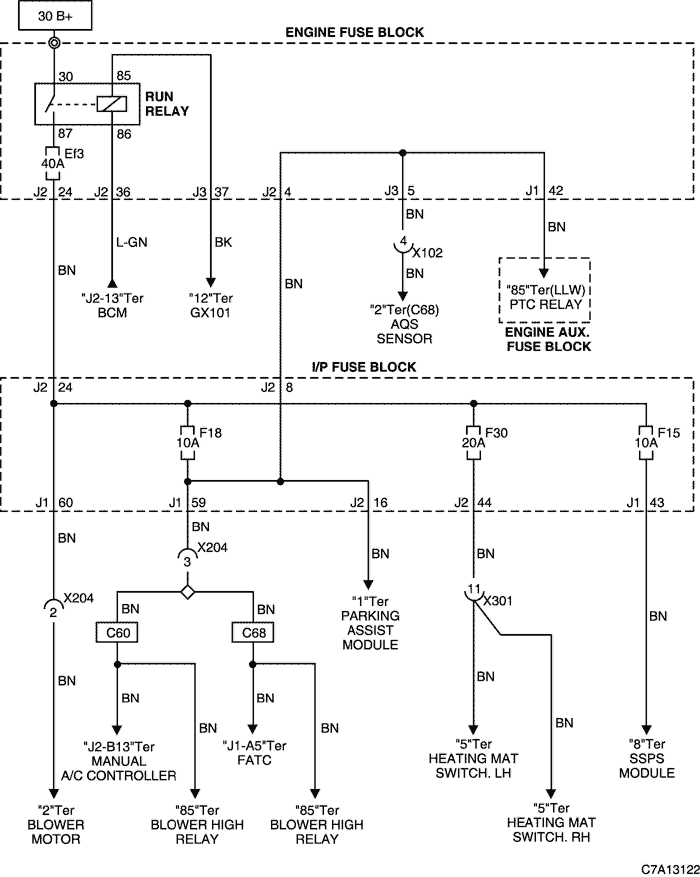 30 B+
ENGINE FUSE BLOCK
30 85
RUN
RELAY
87 86
Ef3
40A
J2 24 J2 36 J3 37 J2 4 J3 5 J1 42
BN
BN
L-GN BK
4
X102
BN
BN
BN
"J2-13"Ter
BCM
"12"Ter
GX101
"2"Ter(C68)
AQS
SENSOR
"85"Ter(LLW)
PTC RELAY
ENGINE AUX.
FUSE BLOCK
I/P FUSE BLOCK
J2 24 J2 8
F18
10A
F30
20A
F15
10A
J1 60 J1 59 J2 16 J2 44 J1 43
BN BN
BN BN
X204
3
X204
2
11
X301
"1"Ter
PARKING
ASSIST
MODULE
BN BN
BN
C60 C68
BN BN BN BN BN BN
BN
"J2-B13"Ter
MANUAL
A/C CONTROLLER
"J1-A5"Ter
FATC
"5"Ter
HEATING MAT
SWITCH. LH
"8"Ter
SSPS
MODULE
"2"Ter
BLOWER
MOTOR
"85"Ter
BLOWER HIGH
RELAY
"85"Ter
BLOWER HIGH
RELAY
"5"Ter
HEATING MAT
SWITCH. RH
C7A13122